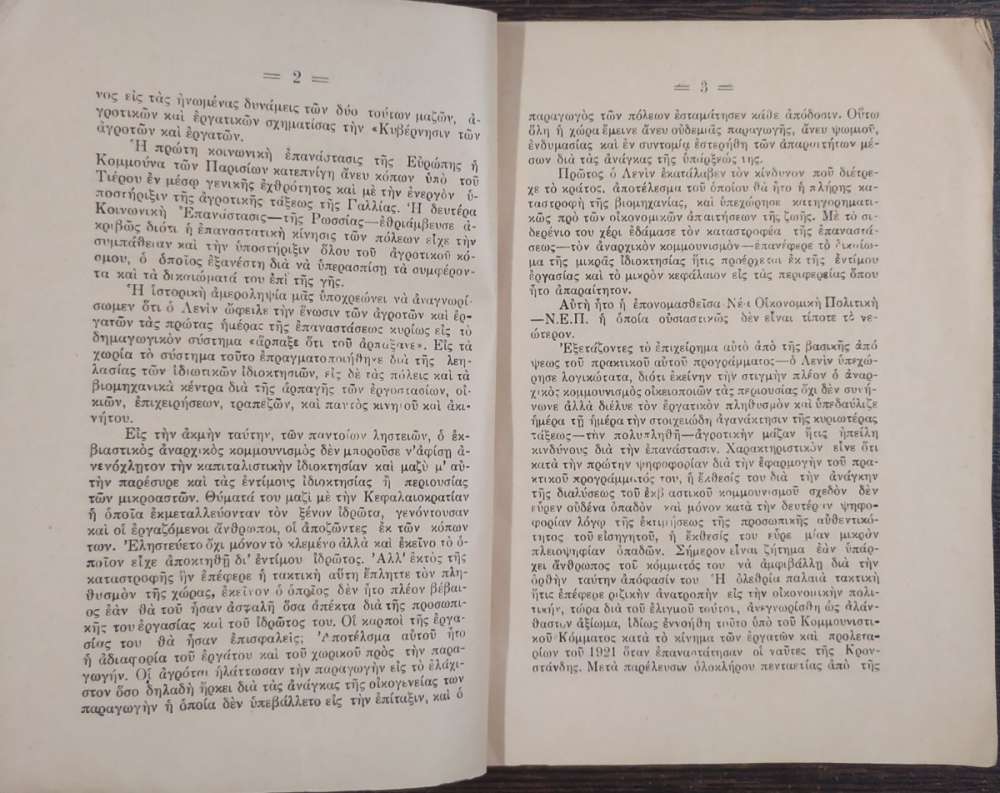 = 2 =
νος εἰς τὰς ἡνωμένας δυνάμεις τῶν δύο τούτων μαζῶν, ἀ-
γροτικῶν καὶ ἐργατικῶν σχηματίσας τὴν «Κυβέρνησιν τῶν
ἀγροτῶν καὶ ἐργατῶν».
Ἡ πρώτη κοινωνικὴ ἐπανάστασις τῆς Εὐρώπης ἡ
Κομμούνα τῶν Παρισίων κατεπνίγη ἄνευ κόπων ὑπὸ τοῦ
Τιέρου ἐν μέσῳ γενικῆς ἐχθρότητος καὶ μὲ τὴν ἐνεργὸν ὑ-
ποστήριξιν τῆς ἀγροτικῆς τάξεως τῆς Γαλλίας. Ἡ δευτέρα
Κοινωνικὴ Ἐπανάστασις—τῆς Ρωσσίας—ἐθριάμβευσε ἀ-
κριβῶς διότι ἡ ἐπαναστατικὴ κίνησις τῶν πόλεων εἶχε τὴν
συμπάθειαν καὶ τὴν ὑποστήριξιν ὅλου τοῦ ἀγροτικοῦ κό-
σμου, ὁ ὁποῖος ἐξανέστη διὰ νὰ ὑπερασπίσῃ τὰ συμφέρον-
τα καὶ τὰ δικαιώματά του ἐπὶ τῆς γῆς.
Ἡ ἱστορικὴ ἀμεροληψία μᾶς ὑποχρεώνει νὰ ἀναγνωρί-
σωμεν ὅτι ὁ Λενὶν ὤφειλε τὴν ἕνωσιν τῶν ἀγροτῶν καὶ ἐρ-
γατῶν τὰς πρώτας ἡμέρας τῆς ἐπαναστάσεως κυρίως εἰς τὸ
δημαγωγικὸν σύστημα «ἅρπαξε ὅτι τοῦ ἁρπάξανε». Εἰς τὰ
χωρία τὸ σύστημα τοῦτο ἐπραγματοποιήθηκε διὰ τῆς λεη-
λασίας τῶν ἰδιωτικῶν ἰδιοκτησιῶν, εἰς δὲ τὰς πόλεις καὶ τὰ
βιομηχανικὰ κέντρα διὰ τῆς ἁρπαγῆς τῶν ἐργοστασίων, οἰ-
κιῶν, ἐπιχειρήσεων, τραπεζῶν, καὶ παντὸς κινητοῦ καὶ ἀκι-
νήτου.
Εἰς τὴν ἀκμὴν ταύτην, τῶν παντοίων ληστειῶν, ὁ ἐκ-
βιαστικὸς ἀναρχικὸς κομμουνισμὸς δὲν μποροῦσε ν' ἀφίσῃ ἀ-
νενόχλητον τὴν καπιταλιστικὴν ἰδιοκτησίαν καὶ μαζὺ μ' αὐ-
τὴν παρέσυρε καὶ τὰς ἐντίμους ἰδιοκτησίας ἢ περιουσίας
τῶν μικροαστῶν. Θύματά του μαζὶ μὲ τὴν Κεφαλαιοκρατίαν
ἡ ὁποία ἐκμεταλλεύονταν τὸν ξένον ἱδρῶτα, γενόντουσαν
καὶ οἱ ἐργαζόμενοι ἄνθρωποι, οἱ ἀποζῶντες ἐκ τῶν κόπων
των. Ἐληστεύετο ὄχι μόνον τὸ κλεμένο ἀλλὰ καὶ ἐκεῖνο τὸ ὁ-
ποῖον εἶχε ἀποκτηθῇ δι' ἐντίμου ἱδρῶτος. Ἀλλ' ἐκτὸς τῆς
καταστροφῆς ἣν ἐπέφερε ἡ τακτικὴ αὕτη ἔπληττε τὸν πλη-
θυσμὸν τῆς χώρας, ἐκεῖνον ὁ ὁποῖος δὲν ἦτο πλέον βέβαι-
ος ἐὰν θὰ τοῦ ἦσαν ἀσφαλῆ ὅσα ἀπέκτα διὰ τῆς προσωπι-
κῆς του ἐργασίας καὶ τοῦ ἱδρῶτος του. Οἱ καρποὶ τῆς ἐργα-
σίας του θὰ ἦσαν ἐπισφαλεῖς; Ἀποτέλσμα αὐτοῦ ἦτο
ἡ ἀδιαφορία τοῦ ἐργάτου καὶ τοῦ χωρικοῦ πρὸς τὴν παρα-
γωγήν. Οἱ ἀγρόται ἠλάττωσαν τὴν παραγωγὴν εἰς τὸ ἐλάχι-
στον ὅσο δηλαδὴ ἤρκει διὰ τὰς ἀνάγκας τῆς οἰκογενείας των
παραγωγὴν ἡ ὁποία δὲν ὑπεβάλλετο εἰς τὴν ἐπίταξιν, καὶ ὁ
= 3 =
παραγωγὸς τῶν πόλεων ἐσταμάτησεν κάθε ἀπόδοσιν. Οὕτω
ὅλη ἡ χώρα ἔμεινε ἄνευ οὐδεμιᾶς παραγωγῆς, ἄνευ ψωμιοῦ,
ἐνδυμασίας καὶ ἐν συντομίᾳ ἐστερήθη τῶν ἀπαραιτήτων μέ-
σων διὰ τὰς ἀνάγκας τῆς ὑπάρξεώς της.
Πρῶτος ὁ Λενὶν ἐκατάλαβεν τὸν κίνδυνον ποῦ διέτρε-
χε τὸ κράτος. ἀποτέλεσμα τοῦ ὁποίου θὰ ἦτο ἡ πλήρης κα-
ταστροφὴ τῆς βιομηχανίας, καὶ ὑπεχώρησε κατηγορηματι-
κῶς πρὸ τῶν οἰκονομικῶν ἀπαιτήσεων τῆς ζωῆς. Μὲ τὸ σι-
δερένιο του χέρι ἐδάμασε τὸν καταστροφέα τῆς ἐπαναστά-
σεως—τὸν ἀναρχικὸν κομμουνισμὸν—ἐπανέφερε τὸ δικαίω-
μα τῆς μικρᾶς ἰδιοκτησίας ἥτις προέρχεται ἐκ τῆς ἐντίμου
ἐργασίας καὶ τὸ μικρὸν κεφάλαιον εἰς τὰς περιφερείας ὅπου
ἦτο ἀπαραίτητον.
Αὐτὴ ἦτο ἡ ἐπονομασθεῖσα Νέα Οἰκονομικὴ Πολιτικὴ
—Ν.Ε.Π. ἡ ὁποία οὐσιαστικῶς δὲν εἶναι τίποτε τὸ νε-
ώτερον.
Ἐξετάζοντες τὸ ἐπιχείρημα αὐτὸ ἀπὸ τῆς βασικῆς ἀπό
ψεως τοῦ πρακτικοῦ αὐτοῦ προγράμματος—ὁ Λενὶν ὑπεχώ-
ρησε λογικώτατα, διότι ἐκείνην τὴν στιγμὴν πλέον ὁ ἀναρ-
χικὸς κομμουνισμὸς οἰκειοποιῶν τὰς περιουσίας ὄχι δὲν συνή-
νωνε ἀλλὰ διέλυε τὸν ἐργατικὸν πληθυσμὸν καὶ ὑπεδαύλιζε
ἡμέρᾳ τῇ ἡμέρᾳ τὴν στοιχειώδη ἀγανάκτησιν τῆς κυριωτέρας
τάξεως—τὴν πολυπληθῆ—ἀγροτικὴν μάζαν ἥτις ἠπείλη
κινδύνους διὰ τὴν ἐπανάστασιν. Χαρακτηριστικὸν εἶνε ὅτι
κατὰ τὴν πρώτην ψηφοφορίαν διὰ τὴν ἐφαρμογὴν τοῦ πρα-
κτικοῦ προγράμματός του, ἡ ἔκθεσίς του διὰ τὴν ἀνάγκην
τῆς διαλύσεως τοῦ ἐκβιαστικοῦ κομμουνισμοῦ σχεδὸν δὲν
εὗρεν οὐδένα ὀπαδὸν καὶ μόνον κατὰ τὴν δευτέραν ψηφο-
φορίαν λόγῳ τῆς ἐκτιμήσεως τῆς προσωπικῆς αὐθεντικό-
τητος τοῦ εἰσηγητοῦ, ἡ ἔκθεσίς του εὗρε μίαν μικρὰν
πλειοψηφίαν ὀπαδῶν. Σήμερον εἶναι ζήτημα ἐὰν ὑπάρ-
χει ἄνθρωπος τοῦ κόμματός του νὰ ἀμφιβάλλῃ διὰ τὴν
ὀρθὴν ταύτην ἀπόφασίν του Ἡ ὀλεθρία παλαιὰ τακτικὴ
ἥτις ἐπέφερε ριζικὴν ἀνατροπὴν εἰς τὴν οἰκονομικὴν πολι-
τικήν, τώρα διὰ τοῦ ἑλιγμοῦ τούτοι, ἀνεγνωρίσθη ὡς ἀλάν-
θαστων ἀξίωμα, ἰδίως ἐννοήθη τοῦτο ὑπὸ τοῦ Κομμουνιστι-
κοῦ Κόμματος κατὰ τὸ κίνημα τῶν ἐργατῶν καὶ προλετα-
ρίων τοῦ 1921 ὅταν ἐπαναστάτησαν οἱ ναῦτες τῆς Κρον-
στάνδης. Μετὰ παρέλευσιν ὁλοκλήρου πενταετίας ἀπὸ τῆς